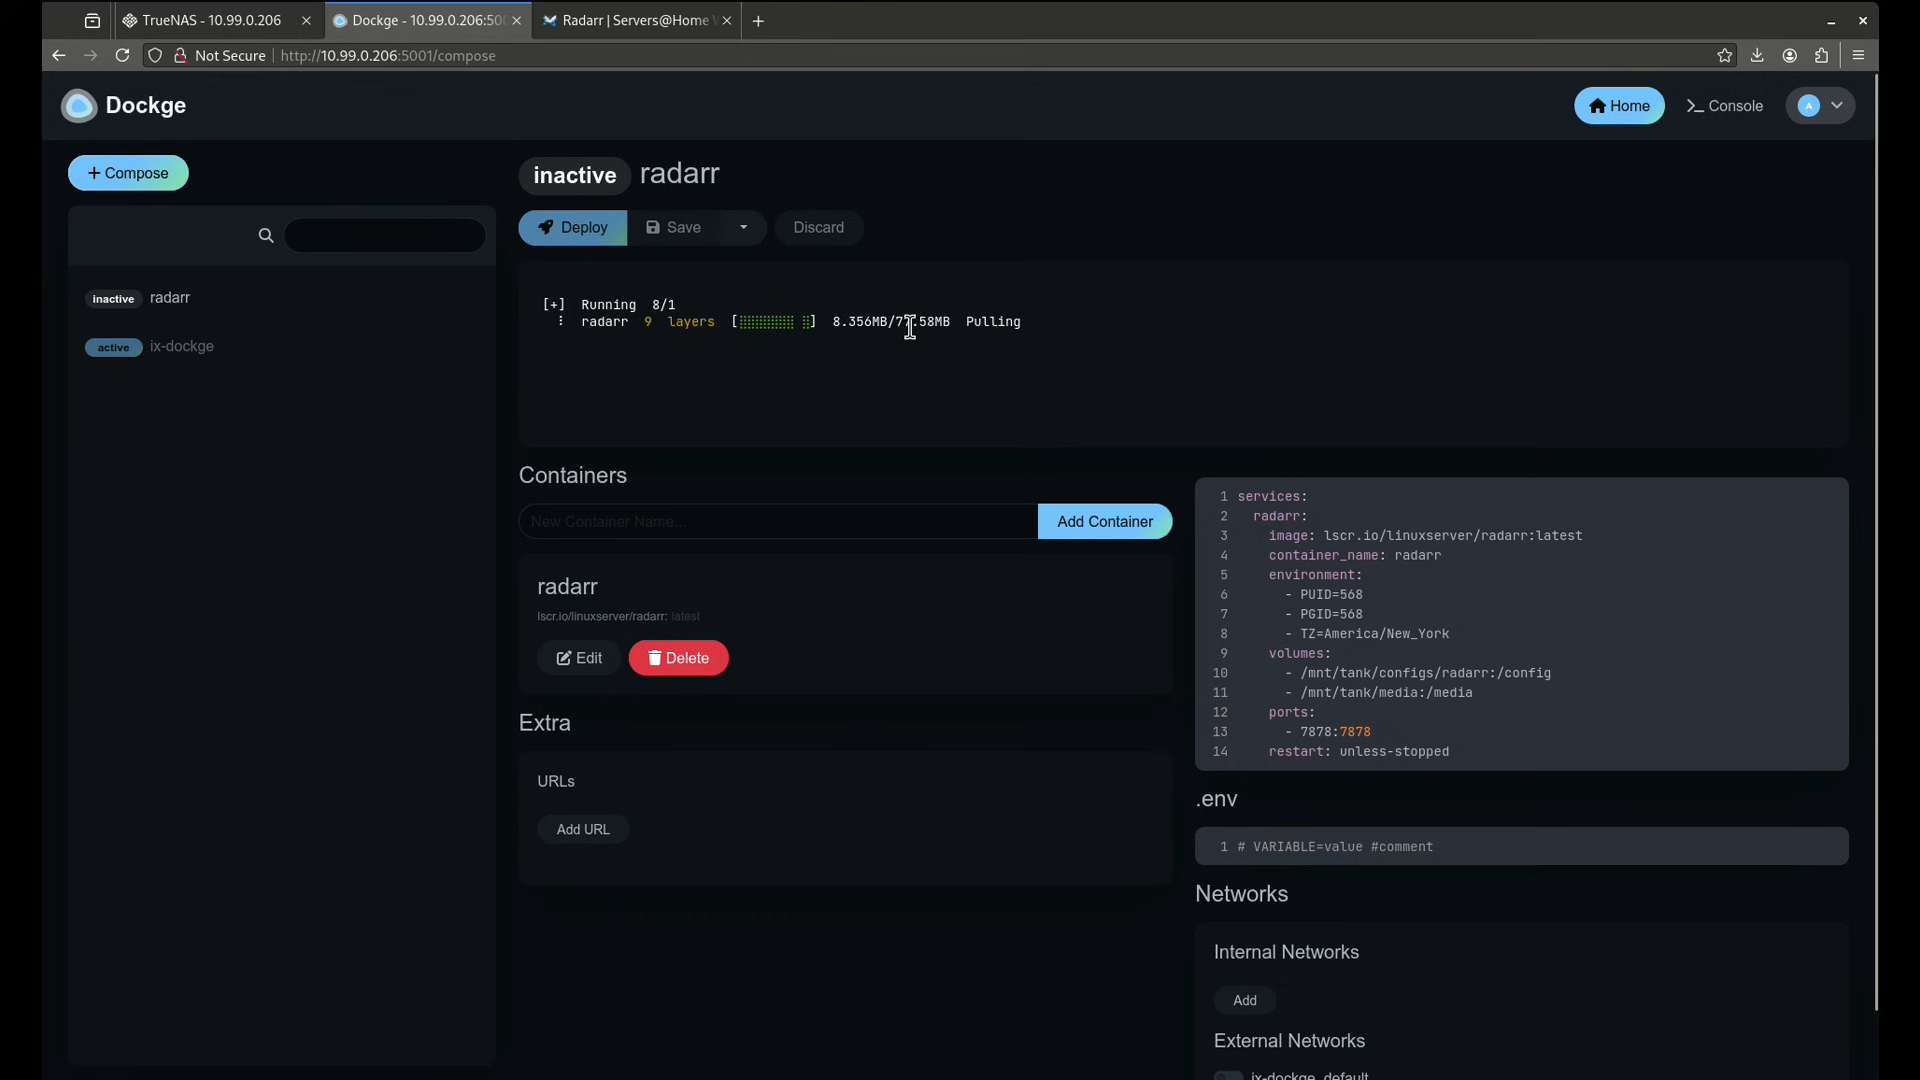 TrueNAS - 10.99.0.206
Dockge - 10.99.0.206:500
Radarr | Servers@Home
Not Secure
http://10.99.0.206:5001/compose
Dockge
Home
Console
A
Compose
inactive radarr
active ix-dockge
inactive radarr
Deploy
Save
Discard
[+] Running 8/1
radarr 9 layers [⣿⣿⣿⣿⣿⣿⣿ ⣿] 8.356MB/77.58MB Pulling
Containers
New Container Name...
Add Container
radarr
lscr.io/linuxserver/radarr: latest
Edit
Delete
Extra
URLs
Add URL
1 services:
2 radarr:
3 image: lscr.io/linuxserver/radarr:latest
4 container_name: radarr
5 environment:
6 - PUID=568
7 - PGID=568
8 - TZ=America/New_York
9 volumes:
10 - /mnt/tank/configs/radarr:/config
11 - /mnt/tank/media:/media
12 ports:
13 - 7878:7878
14 restart: unless-stopped
.env
1 # VARIABLE=value #comment
Networks
Internal Networks
Add
External Networks
ix-dockge_default